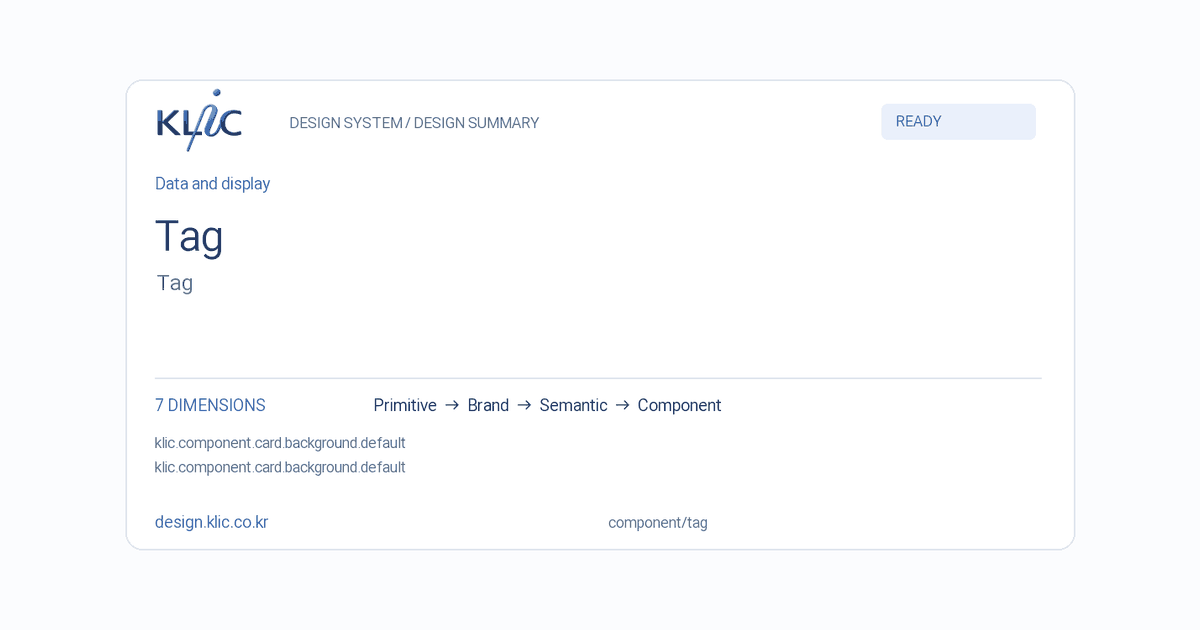 KLiC
DESIGN SYSTEM / DESIGN SUMMARY
READY
Data and display
Tag
Tag
7 DIMENSIONS
Primitive → Brand → Semantic → Component
klic.component.card.background.default
klic.component.card.background.default
design.klic.co.kr
component/tag